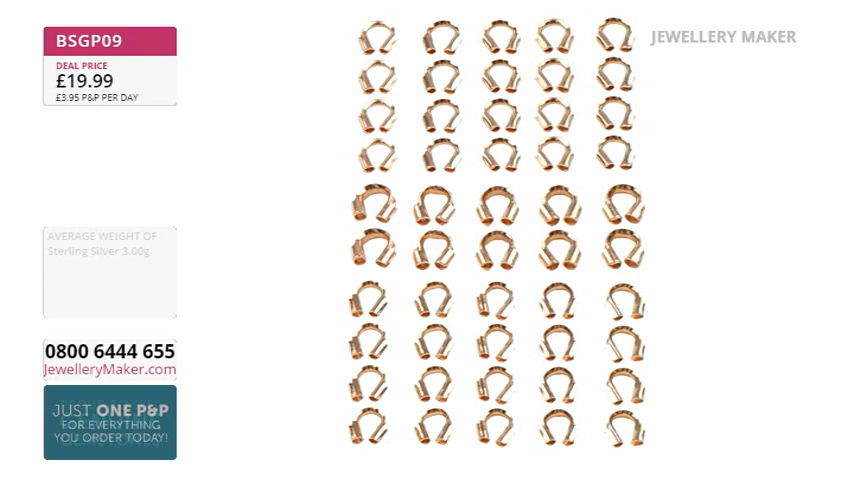 BSGP09
DEAL PRICE
£19.99
£3.95 P&P PER DAY
JEWELLERY MAKER
AVERAGE WEIGHT OF
Sterling Silver 3.00g
0800 6444 655
JewelleryMaker.com
JUST ONE P&P
FOR EVERYTHING
YOU ORDER TODAY!